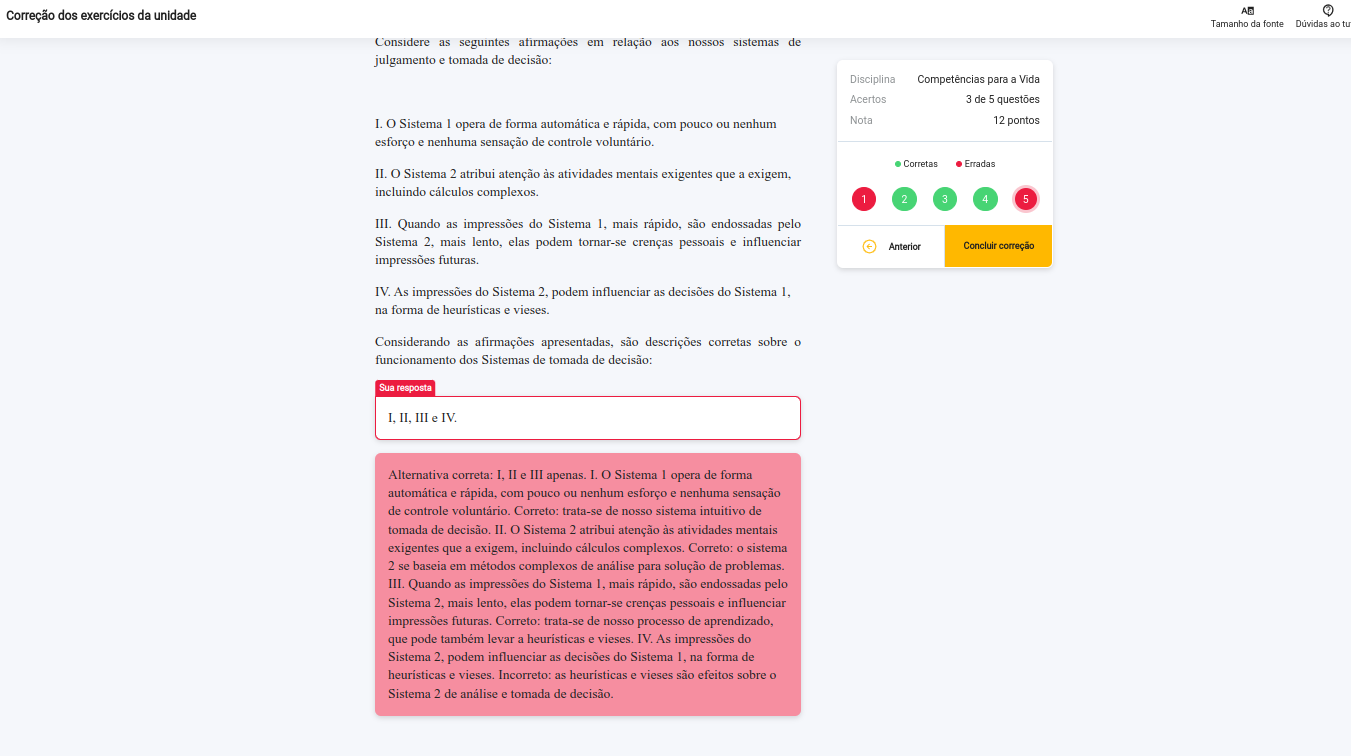 Correção dos exercícios da unidade
Tamanho da fonte
Dúvidas ao tu
Considere as seguintes afirmações em relação aos nossos sistemas de
julgamento e tomada de decisão:
I. O Sistema 1 opera de forma automática e rápida, com pouco ou nenhum
esforço e nenhuma sensação de controle voluntário.
II. O Sistema 2 atribui atenção às atividades mentais exigentes que a exigem,
incluindo cálculos complexos.
III. Quando as impressões do Sistema 1, mais rápido, são endossadas pelo
Sistema 2, mais lento, elas podem tornar-se crenças pessoais e influenciar
impressões futuras.
IV. As impressões do Sistema 2, podem influenciar as decisões do Sistema 1,
na forma de heurísticas e vieses.
Considerando as afirmações apresentadas, são descrições corretas sobre o
funcionamento dos Sistemas de tomada de decisão:
Sua resposta
I, II, III e IV.
Alternativa correta: I, II e III apenas. I. O Sistema 1 opera de forma
automática e rápida, com pouco ou nenhum esforço e nenhuma sensação
de controle voluntário. Correto: trata-se de nosso sistema intuitivo de
tomada de decisão. II. O Sistema 2 atribui atenção às atividades mentais
exigentes que a exigem, incluindo cálculos complexos. Correto: o sistema
2 se baseia em métodos complexos de análise para solução de problemas.
III. Quando as impressões do Sistema 1, mais rápido, são endossadas pelo
Sistema 2, mais lento, elas podem tornar-se crenças pessoais e influenciar
impressões futuras. Correto: trata-se de nosso processo de aprendizado,
que pode também levar a heurísticas e vieses. IV. As impressões do
Sistema 2, podem influenciar as decisões do Sistema 1, na forma de
heurísticas e vieses. Incorreto: as heurísticas e vieses são efeitos sobre o
Sistema 2 de análise e tomada de decisão.
Disciplina Competências para a Vida
Acertos 3 de 5 questões
Nota 12 pontos
Corretas Erradas
1 2 3 4 5
Anterior Concluir correção